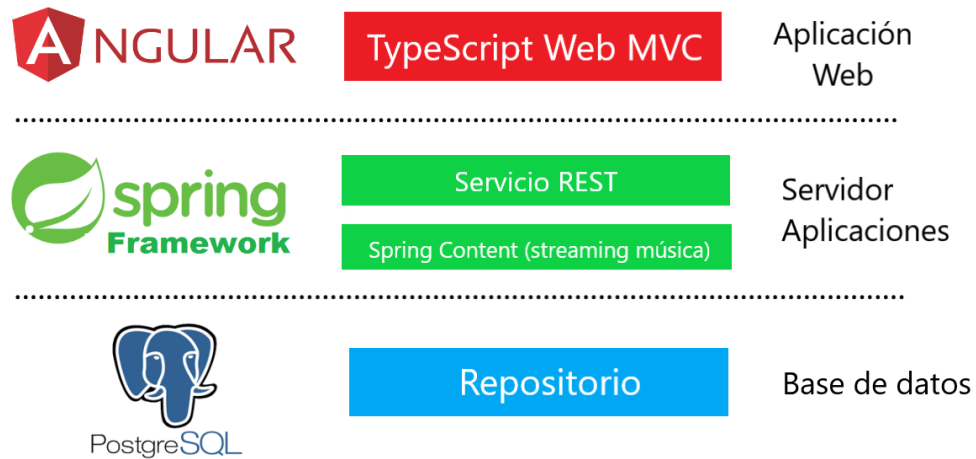 ANGULAR
TypeScript Web MVC
Aplicación
Web
spring
Framework
Servicio REST
Spring Content (streaming música)
Servidor
Aplicaciones
PostgreSQL
Repositorio
Base de datos